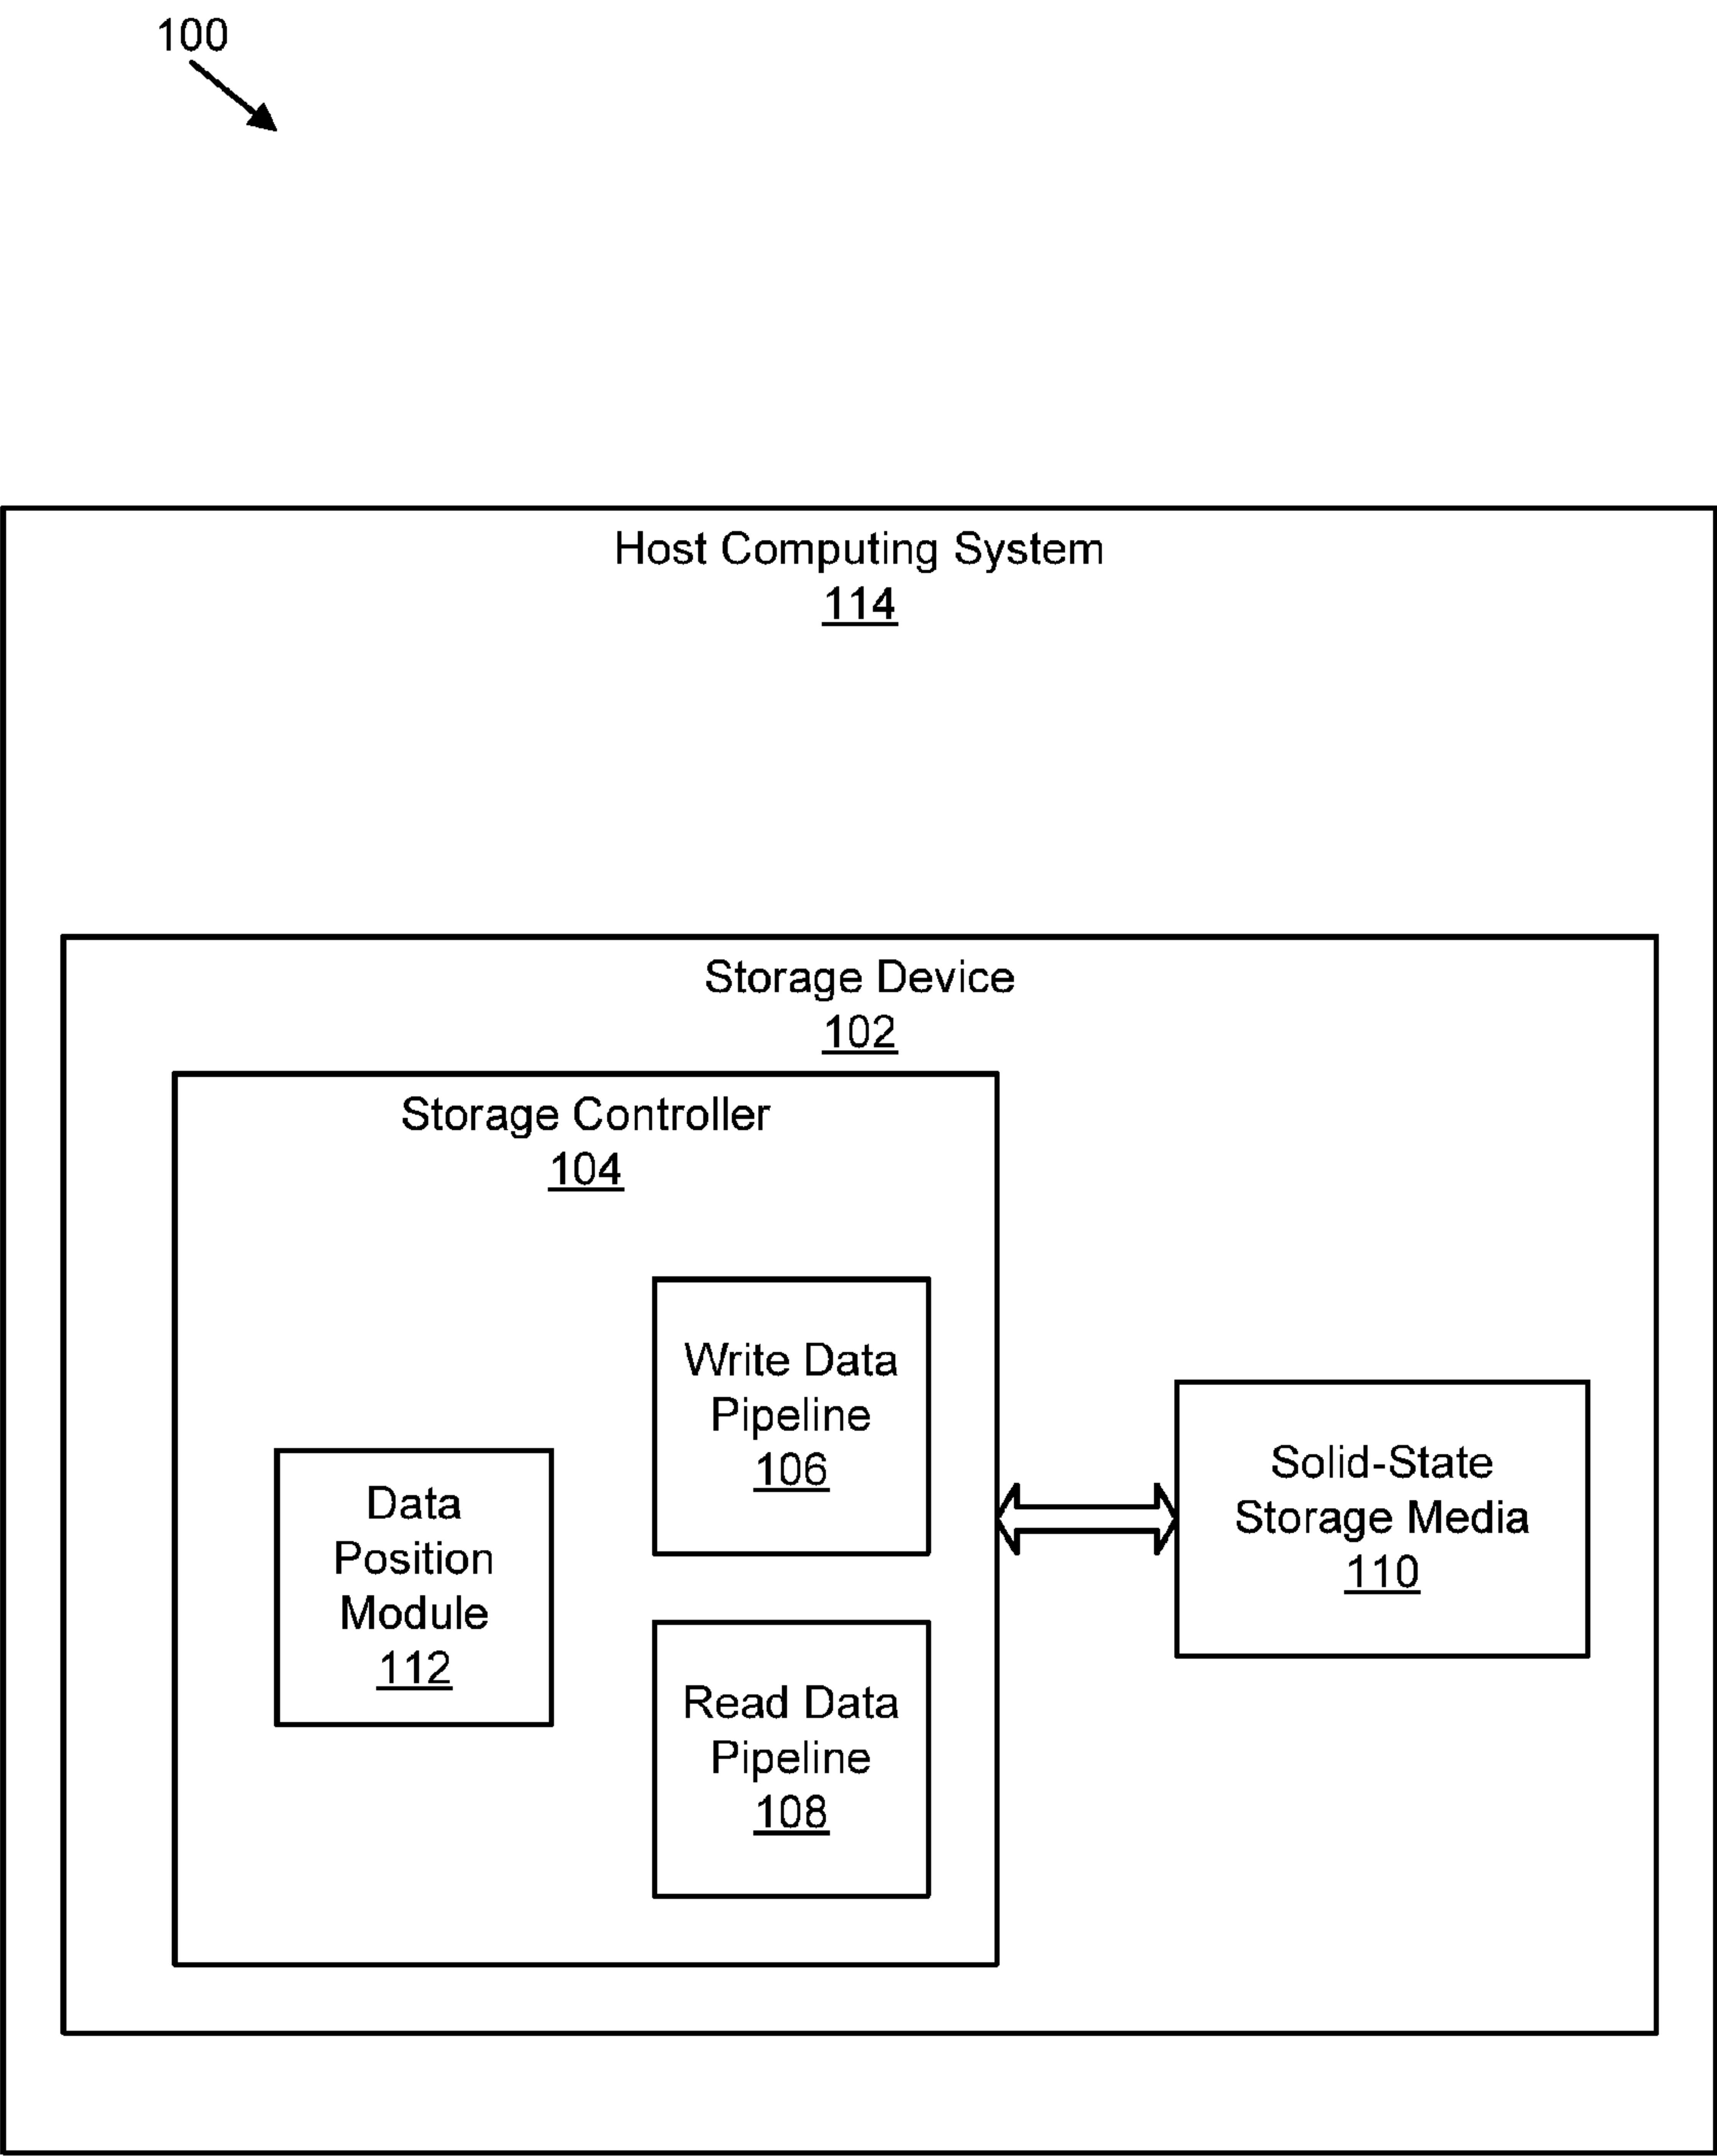 100
Host Computing System
114
Storage Device
102
Storage Controller
104
Write Data
Pipeline
106
Data
Position
Module
112
Read Data
Pipeline
108
Solid-State
Storage Media
110